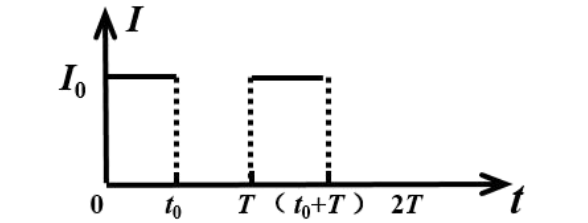 I
I₀
0 t₀ T （t₀+T） 2T t